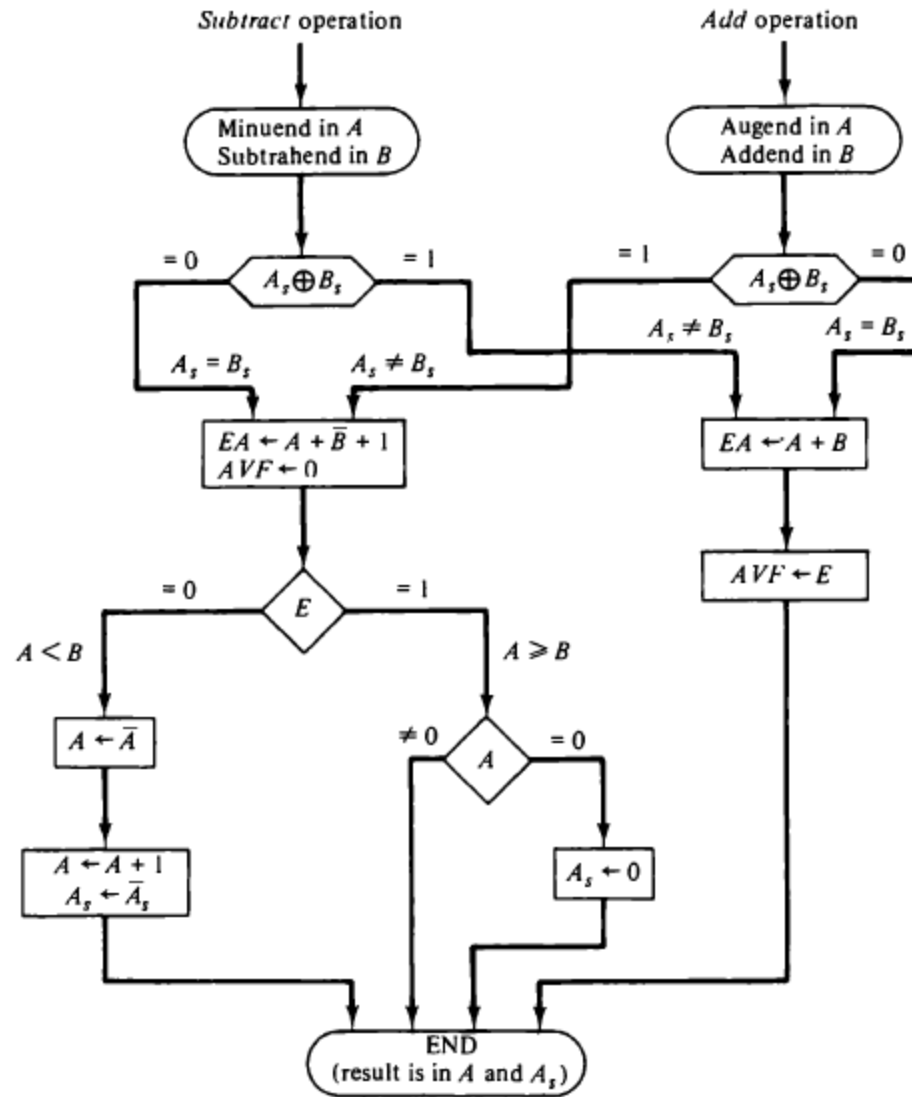 Subtract operation
Add operation
Minuend in A
Subtrahend in B
Augend in A
Addend in B
= 0
A_s ⊕ B_s
= 1
= 1
A_s ⊕ B_s
= 0
A_s = B_s
A_s ≠ B_s
A_s ≠ B_s
A_s = B_s
EA ← A + B̅ + 1
AVF ← 0
EA ← A + B
= 0
E
= 1
AVF ← E
A < B
A ⩾ B
A ← A̅
≠ 0
A
= 0
A ← A + 1
A_s ← A̅_s
A_s ← 0
END
(result is in A and A_s)